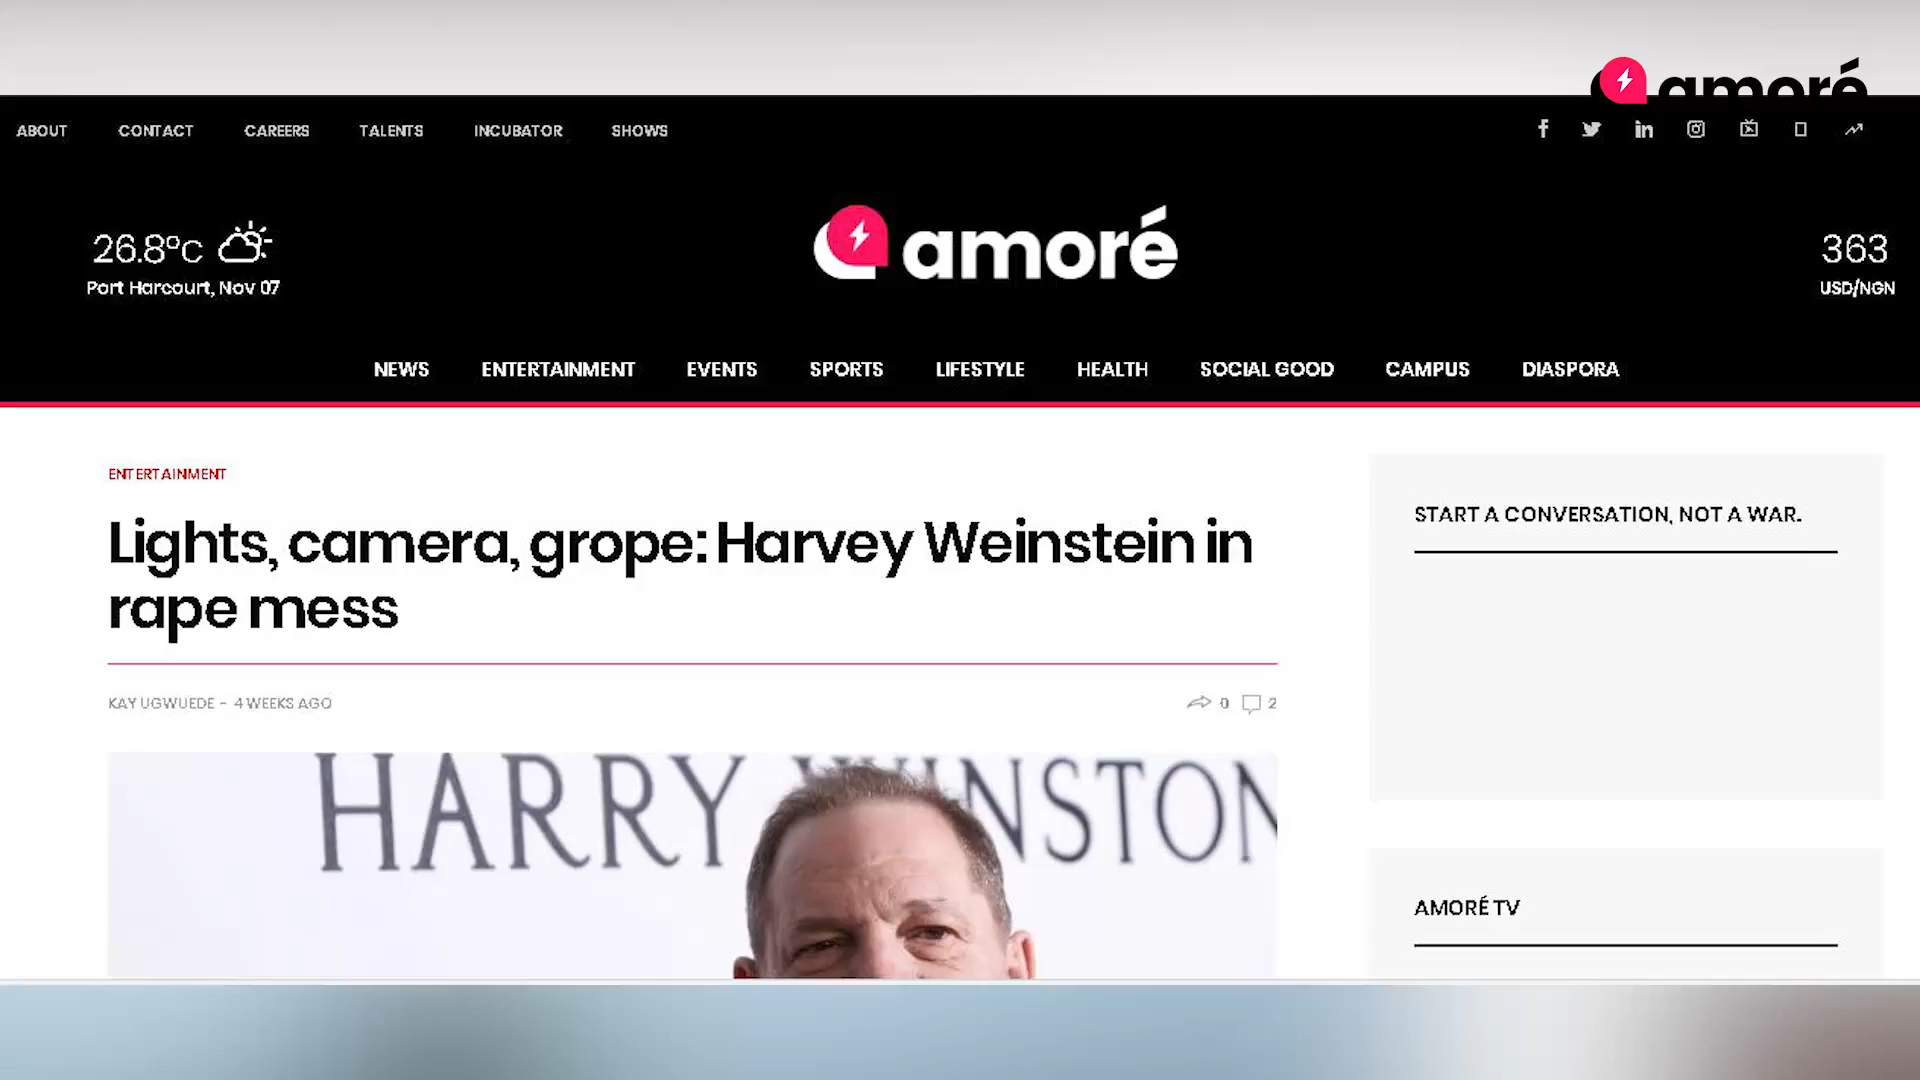 amoré
ABOUT CONTACT CAREERS TALENTS INCUBATOR SHOWS
26.8°C
Port Harcourt, Nov 07
amoré
363
USD/NGN
NEWS ENTERTAINMENT EVENTS SPORTS LIFESTYLE HEALTH SOCIAL GOOD CAMPUS DIASPORA
ENTERTAINMENT
Lights, camera, grope: Harvey Weinstein in
rape mess
KAY UGWUEDE - 4 WEEKS AGO
0 2
HARRY WINSTON
START A CONVERSATION, NOT A WAR.
AMORÉ TV